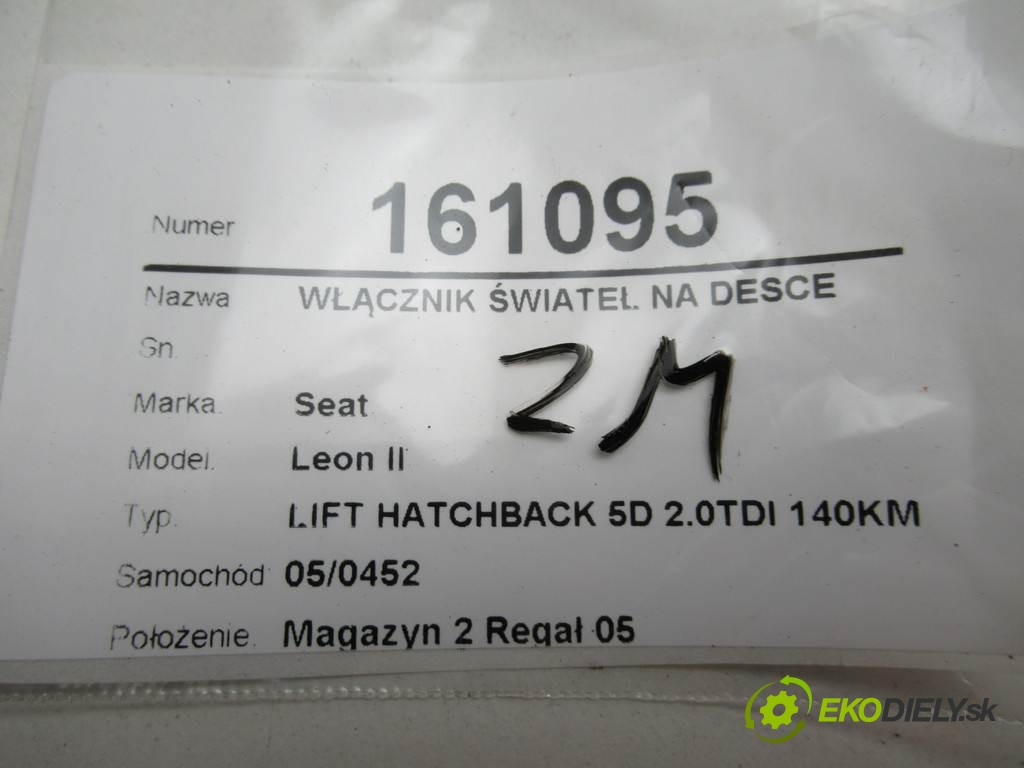 Numer 161095
Nazwa WŁĄCZNIK ŚWIATEŁ NA DESCE
Sn.
2M
Marka. Seat
Model. Leon II
Typ. LIFT HATCHBACK 5D 2.0TDI 140KM
Samochód 05/0452
Położenie. Magazyn 2 Regał 05
EKODIELY.sk